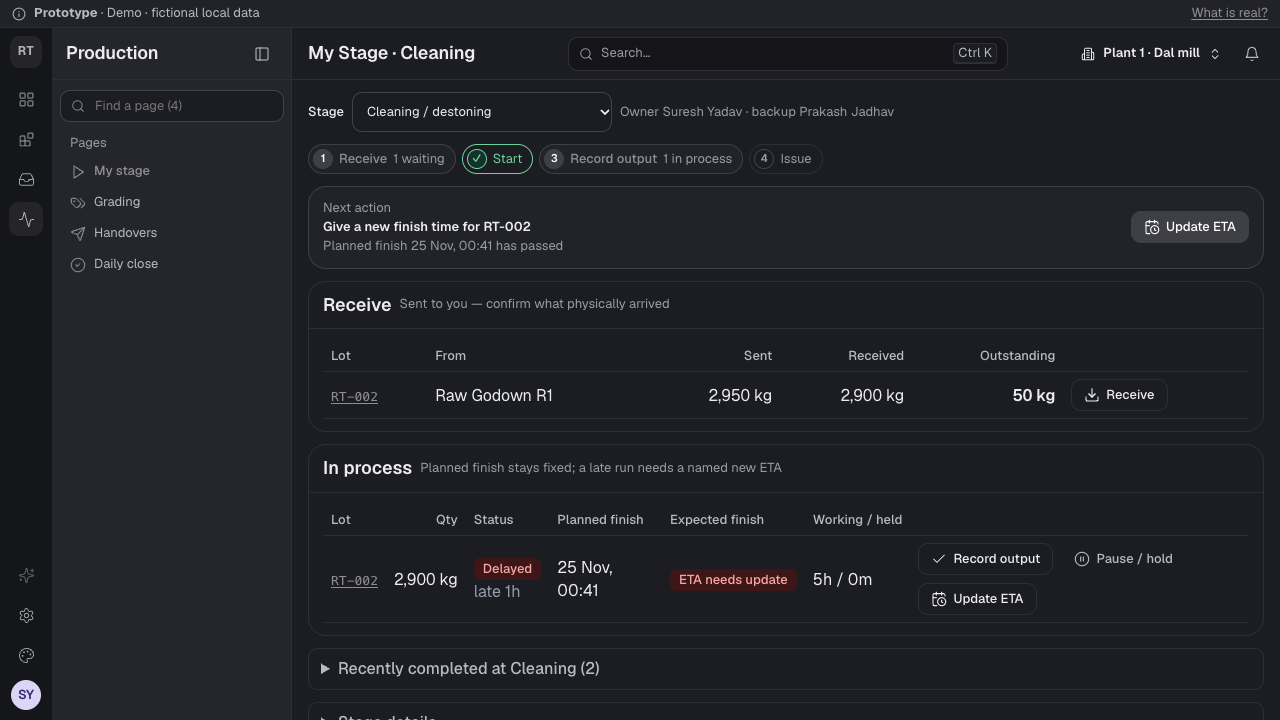 Prototype · Demo · fictional local data
What is real?
RT
Production
My Stage · Cleaning
Search...
Ctrl K
Plant 1 · Dal mill
Find a page (4)
Pages
My stage
Grading
Handovers
Daily close
SY
Stage
Cleaning / destoning
Owner Suresh Yadav · backup Prakash Jadhav
1 Receive 1 waiting
Start
3 Record output 1 in process
4 Issue
Next action
Give a new finish time for RT-002
Planned finish 25 Nov, 00:41 has passed
Update ETA
Receive Sent to you — confirm what physically arrived
Lot From Sent Received Outstanding
RT-002 Raw Godown R1 2,950 kg 2,900 kg 50 kg Receive
In process Planned finish stays fixed; a late run needs a named new ETA
Lot Qty Status Planned finish Expected finish Working / held
RT-002 2,900 kg Delayed late 1h 25 Nov, 00:41 ETA needs update 5h / 0m Record output Pause / hold
Update ETA
Recently completed at Cleaning (2)
Stage details